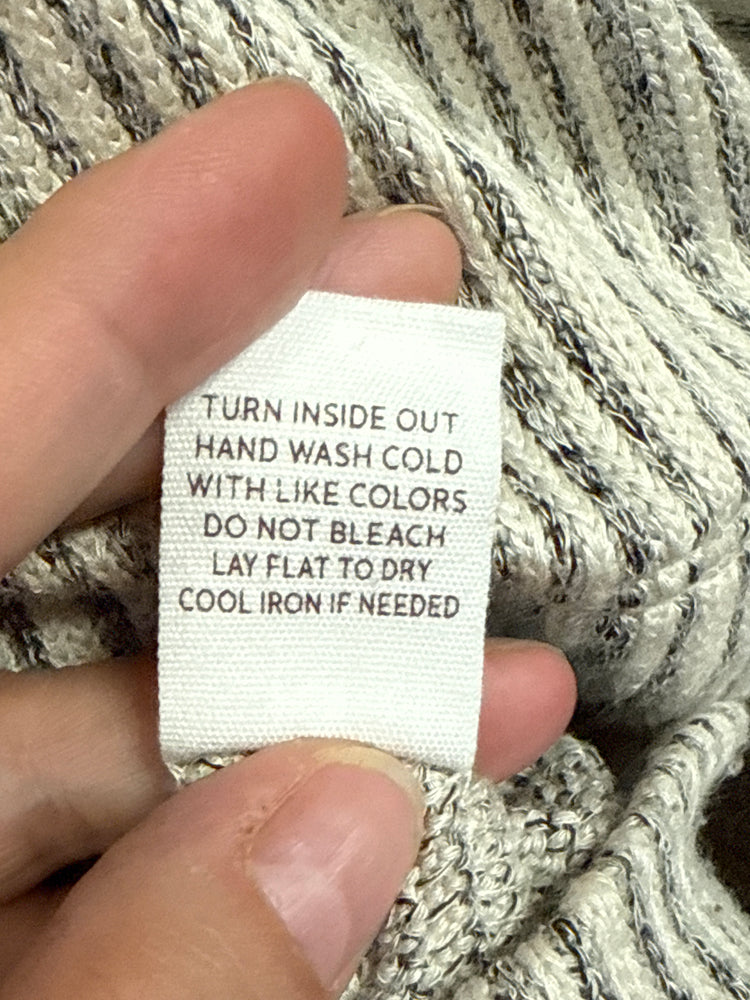 TURN INSIDE OUT
HAND WASH COLD
WITH LIKE COLORS
DO NOT BLEACH
LAY FLAT TO DRY
COOL IRON IF NEEDED